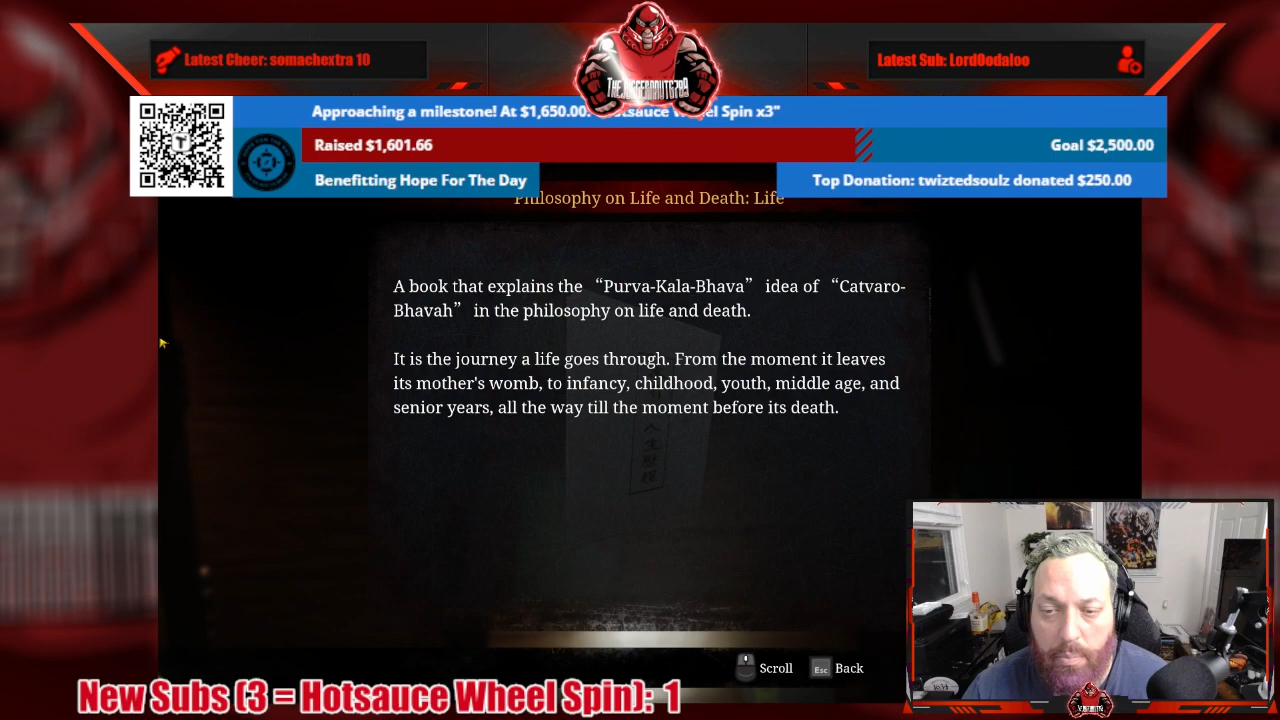 Latest Cheer: somachextra 10
Latest Sub: LordOodaloo
Approaching a milestone! At $1,650.00: Spin x3"
Raised $1,601.66
Goal $2,500.00
Benefitting Hope For The Day
Top Donation: twiztedsoulz donated $250.00
Philosophy on Life and Death: Life
A book that explains the “Purva-Kala-Bhava” idea of “Catvaro-
Bhavah” in the philosophy on life and death.
It is the journey a life goes through. From the moment it leaves
its mother's womb, to infancy, childhood, youth, middle age, and
senior years, all the way till the moment before its death.
人生
Scroll
Esc Back
New Subs (3 = Hotsauce Wheel Spin): 1